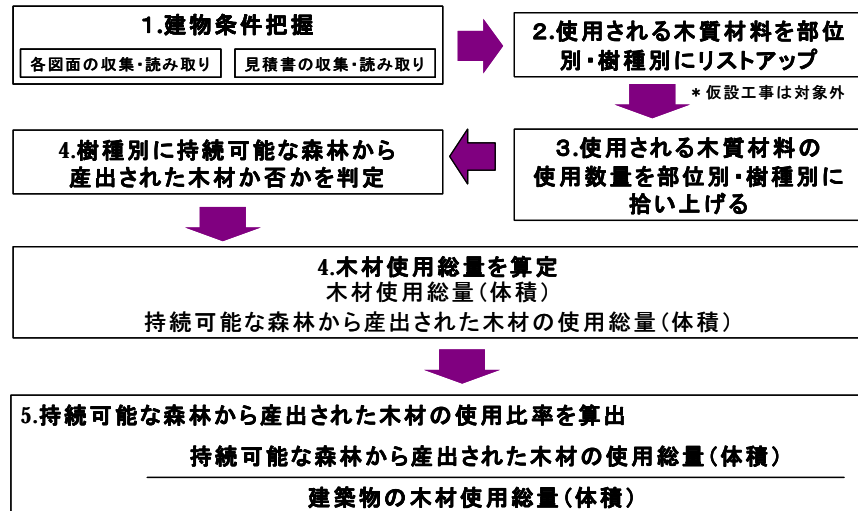 1.建物条件把握
各図面の収集・読み取り
見積書の収集・読み取り
2.使用される木質材料を部位
別・樹種別にリストアップ
*仮設工事は対象外
3.使用される木質材料の
使用数量を部位別・樹種別に
拾い上げる
4.樹種別に持続可能な森林から
産出された木材か否かを判定
4.木材使用総量を算定
木材使用総量(体積)
持続可能な森林から産出された木材の使用総量(体積)
5.持続可能な森林から産出された木材の使用比率を算出
持続可能な森林から産出された木材の使用総量(体積)
建築物の木材使用総量(体積)